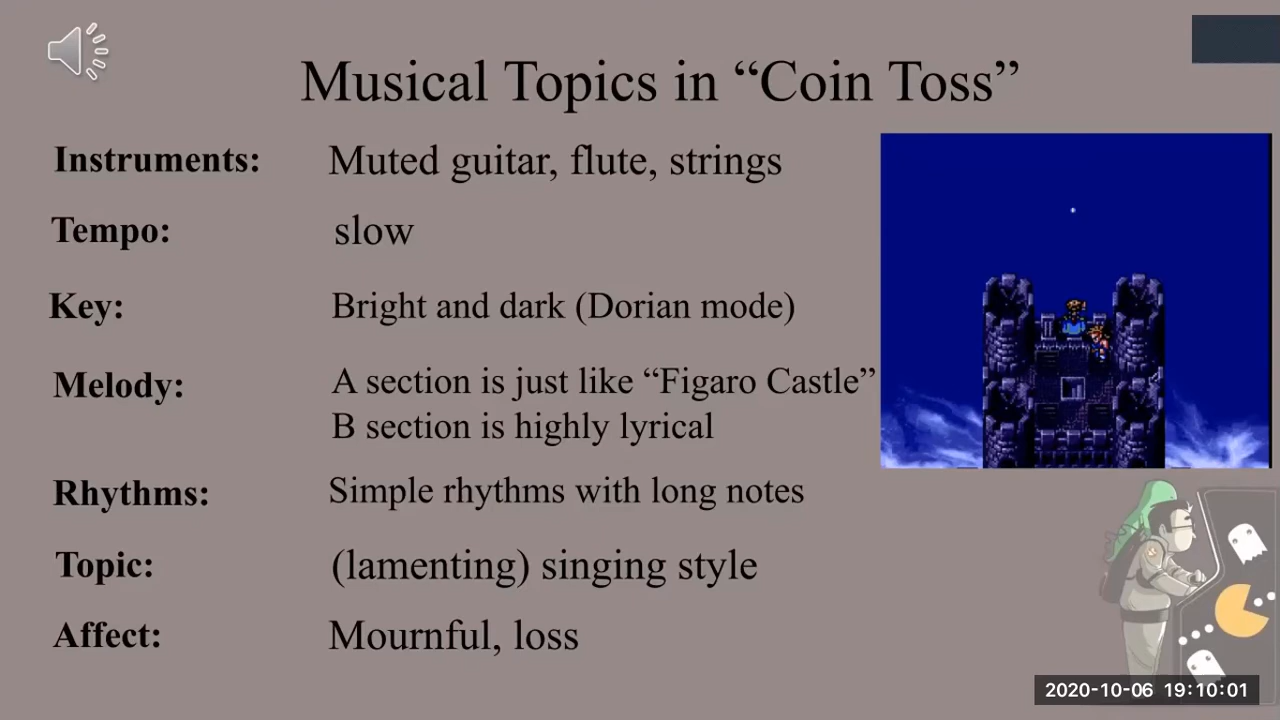 Musical Topics in “Coin Toss”
Instruments: Muted guitar, flute, strings
Tempo: slow
Key: Bright and dark (Dorian mode)
Melody: A section is just like “Figaro Castle”
B section is highly lyrical
Rhythms: Simple rhythms with long notes
Topic: (lamenting) singing style
Affect: Mournful, loss
2020-10-06 19:10:01